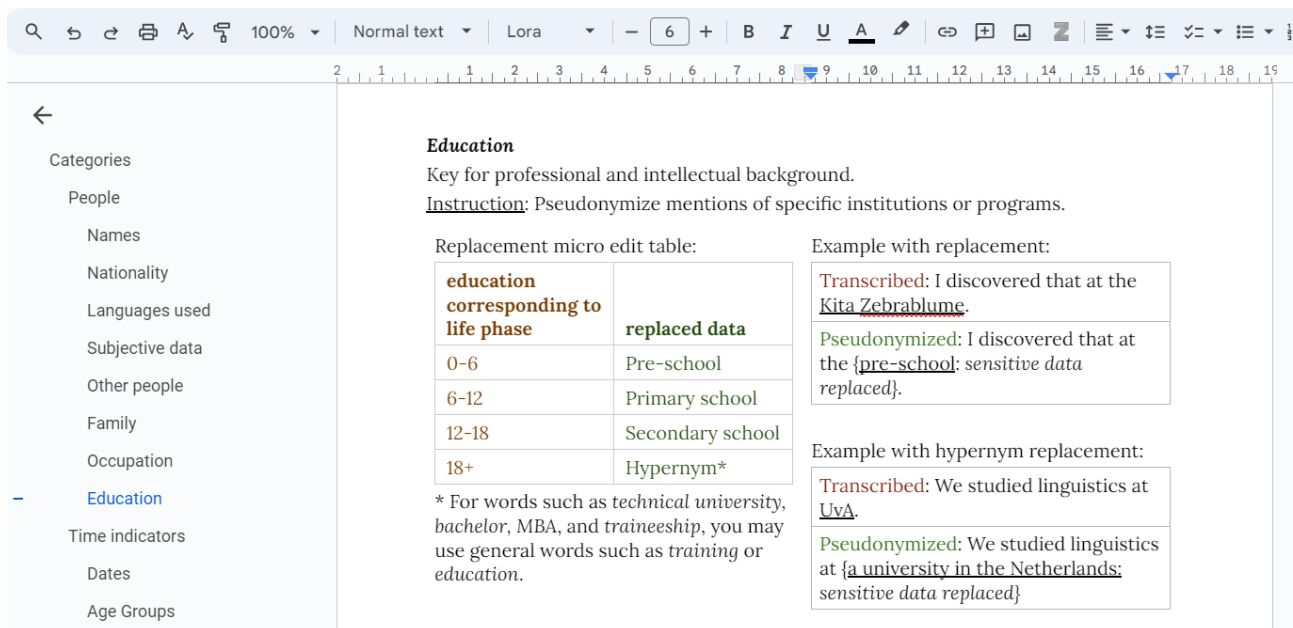 100%
Normal text
Lora
6
B
I
U
A
2 1 1 2 3 4 5 6 7 8 9 10 11 12 13 14 15 16 17 18 19
Categories
People
Names
Nationality
Languages used
Subjective data
Other people
Family
Occupation
Education
Time indicators
Dates
Age Groups
Education
Key for professional and intellectual background.
Instruction: Pseudonymize mentions of specific institutions or programs.
Replacement micro edit table:
education
corresponding to
life phase
replaced data
0-6
Pre-school
6-12
Primary school
12-18
Secondary school
18+
Hypernym*
* For words such as technical university,
bachelor, MBA, and traineeship, you may
use general words such as training or
education.
Example with replacement:
Transcribed: I discovered that at the
Kita Zebrablume.
Pseudonymized: I discovered that at
the {pre-school: sensitive data
replaced}.
Example with hypernym replacement:
Transcribed: We studied linguistics at
UvA.
Pseudonymized: We studied linguistics
at {a university in the Netherlands:
sensitive data replaced}